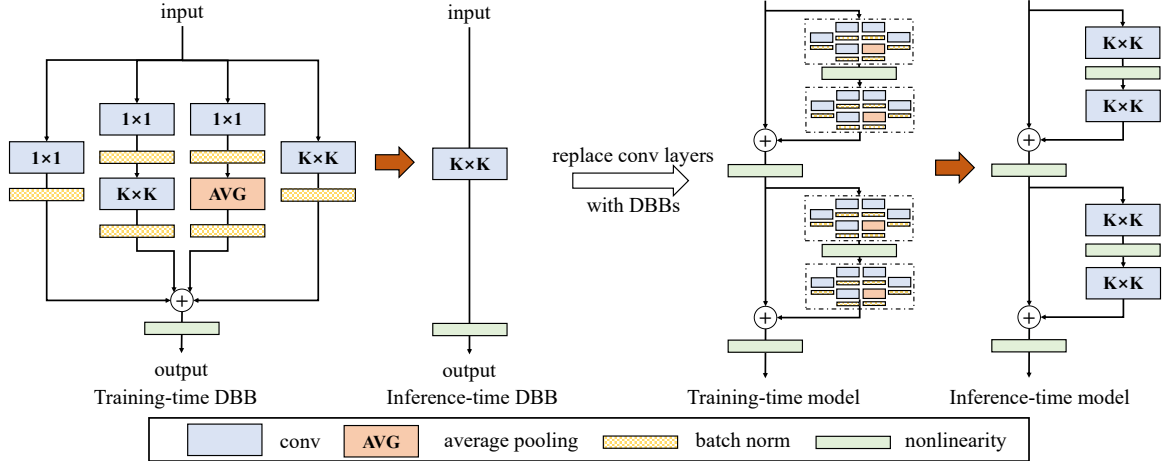 input
input
1×1
1×1
1×1
K×K
K×K
AVG
K×K
output
Training-time DBB
output
Inference-time DBB
replace conv layers
with DBBs
K×K
K×K
K×K
K×K
Training-time model
Inference-time model
conv
AVG
average pooling
batch norm
nonlinearity